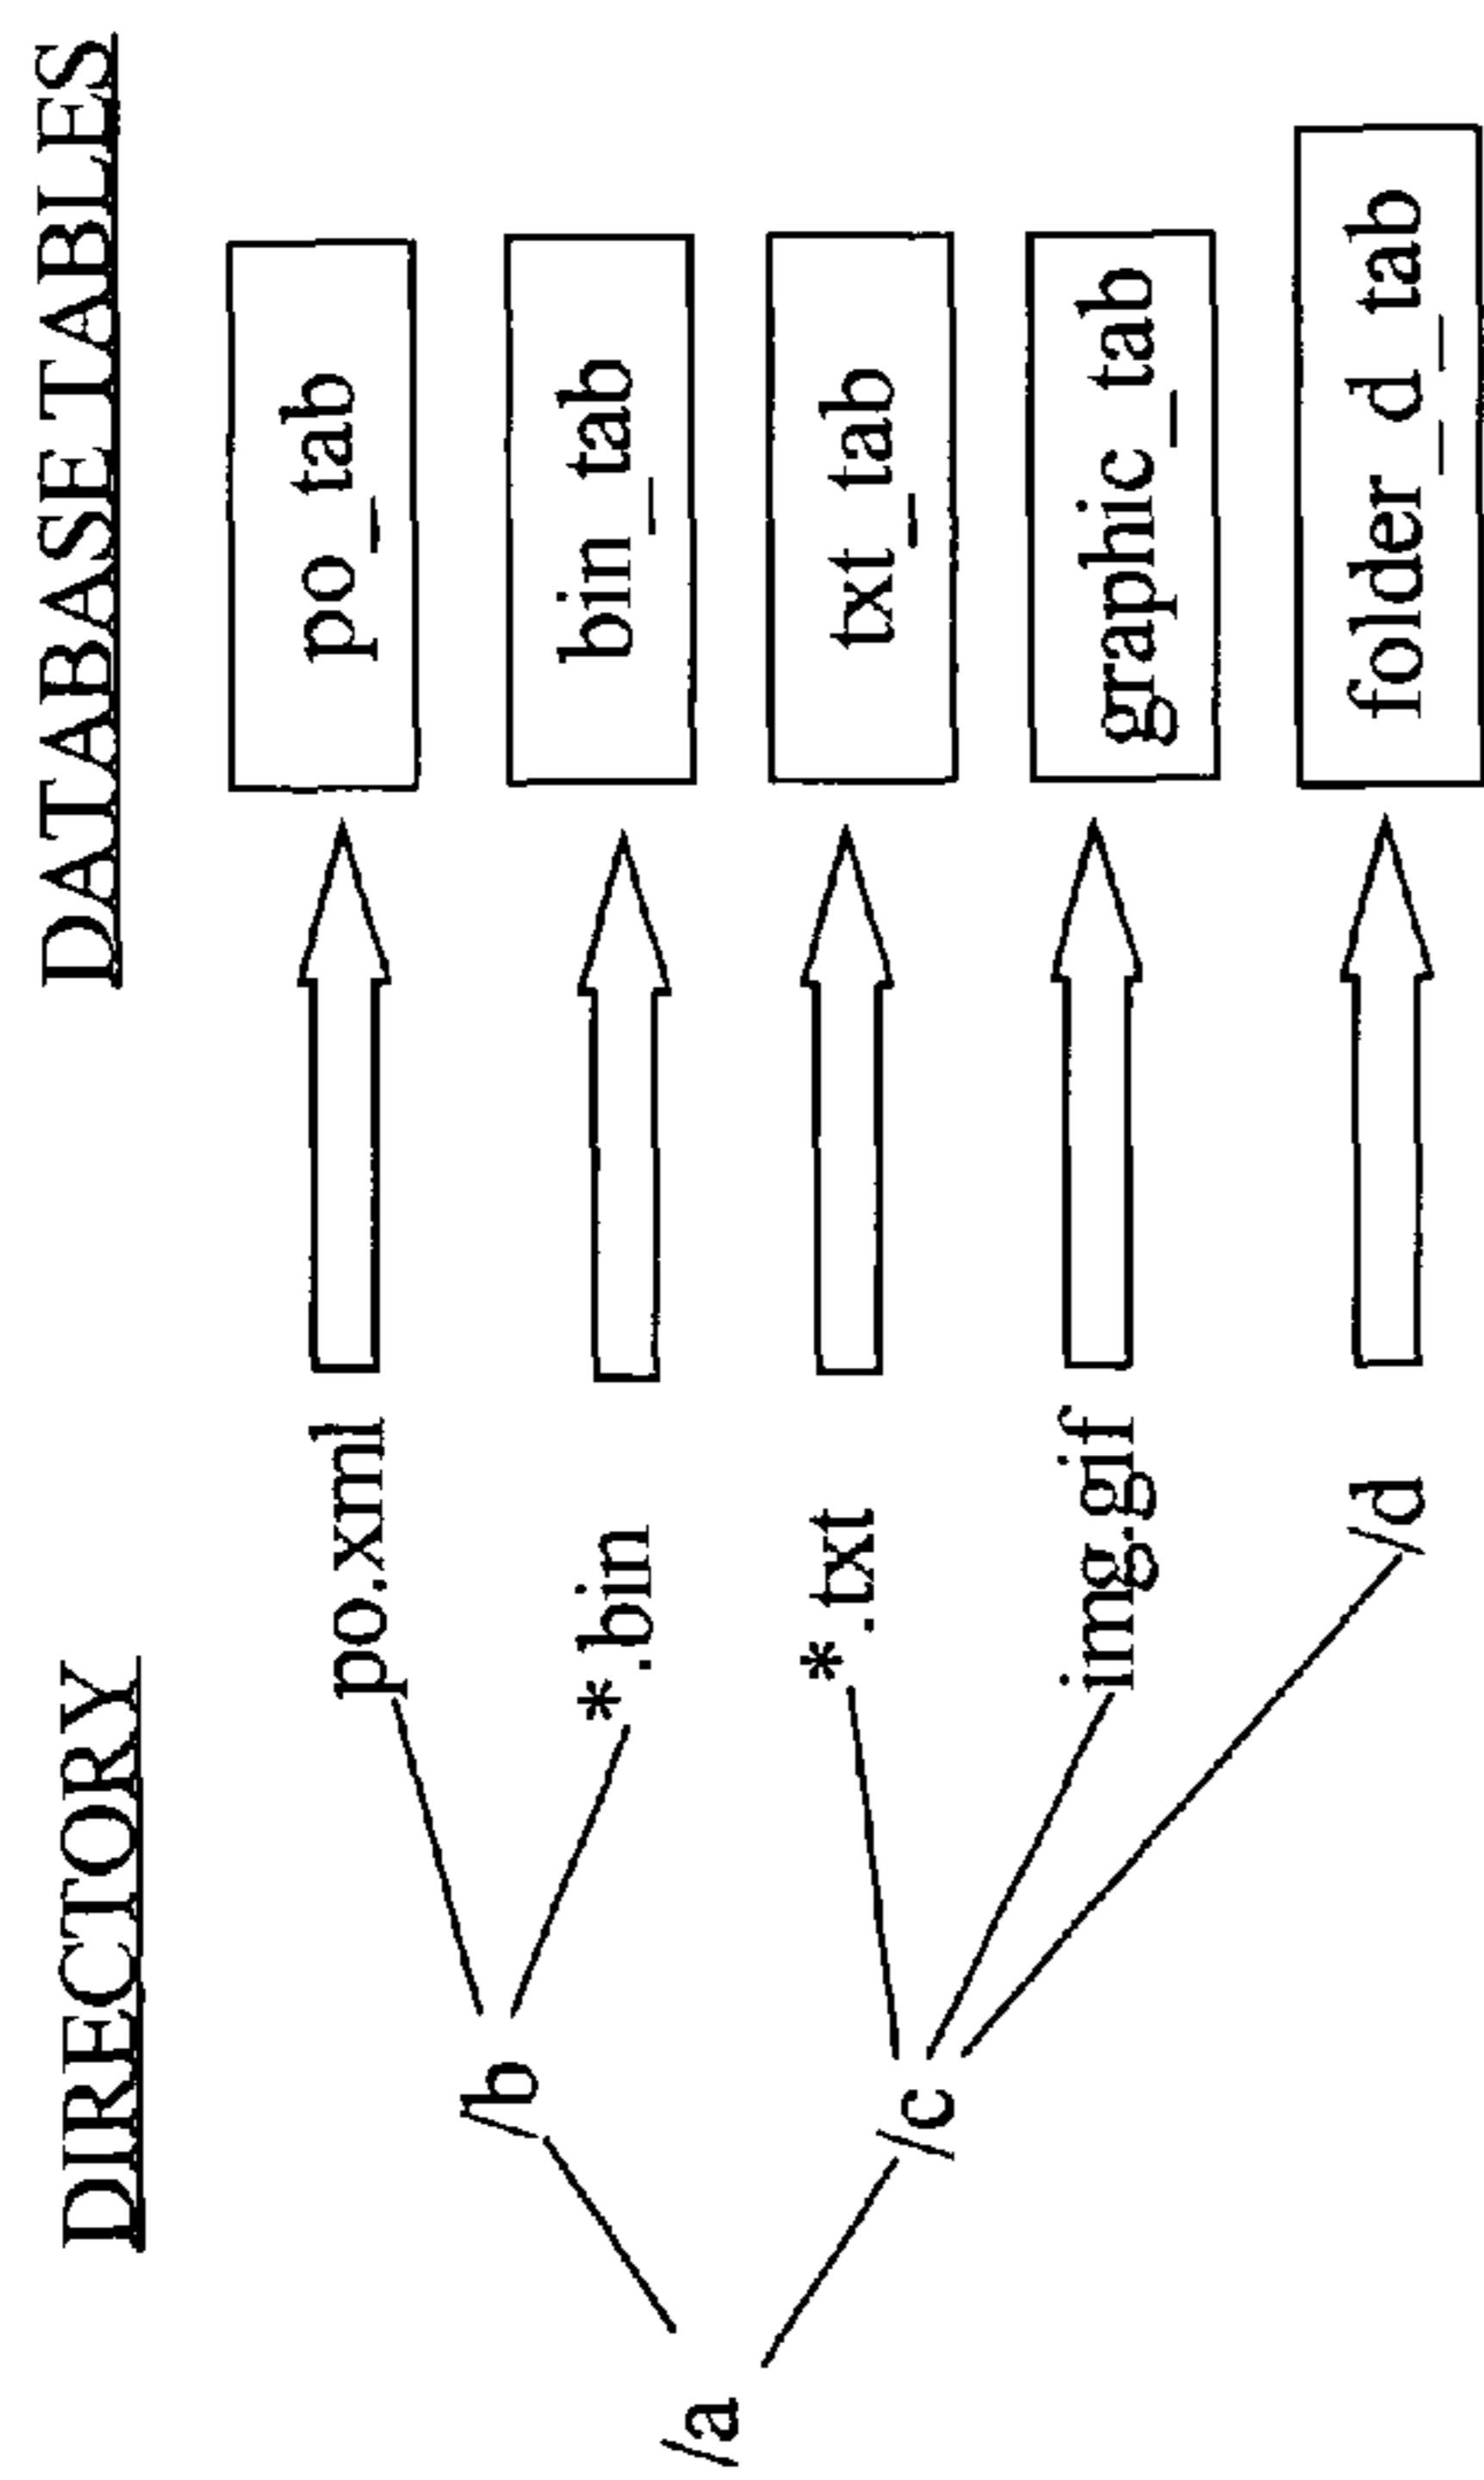 DIRECTORY
DATABASE TABLES
po.xml
po_tab
/b
*.bin
bin_tab
/a
*.txt
txt_tab
/c
img.gif
graphic_tab
/d
folder_d_tab